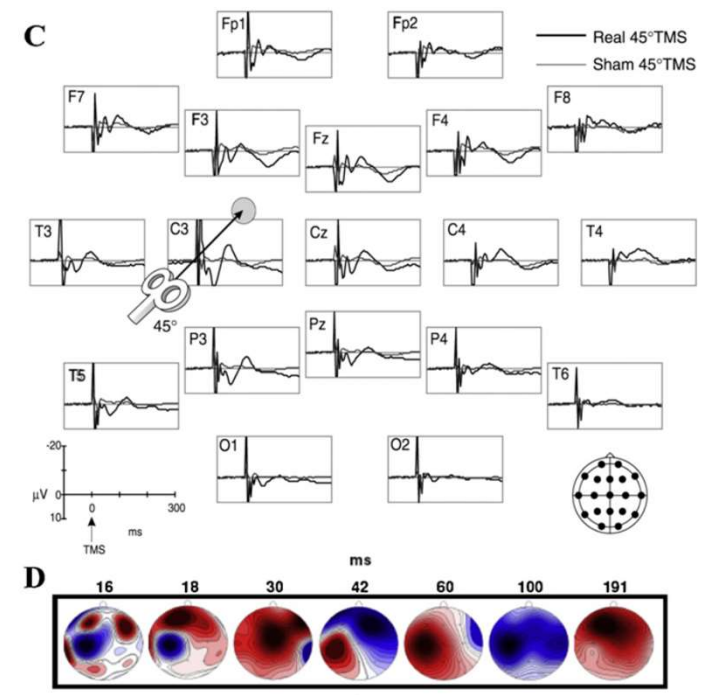 C
Fp1
Fp2
Real 45°TMS
Sham 45°TMS
F7
F3
Fz
F4
F8
T3
C3
Cz
C4
T4
45°
T5
P3
Pz
P4
T6
O1
O2
-20
µV 0
10
0
300
ms
TMS
D
ms
16 18 30 42 60 100 191